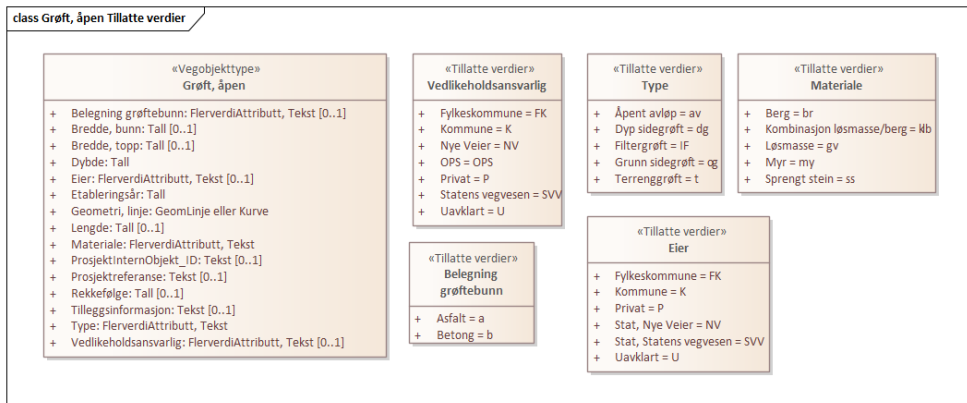 class Grøft, åpen Tillatte verdier
«Vegobjekttype»
Grøft, åpen
+ Belegning grøftebunn: FlerverdiAttributt, Tekst [0..1]
+ Bredde, bunn: Tall [0..1]
+ Bredde, topp: Tall [0..1]
+ Dybde: Tall
+ Eier: FlerverdiAttributt, Tekst [0..1]
+ Etableringsår: Tall
+ Geometri, linje: GeomLinje eller Kurve
+ Lengde: Tall [0..1]
+ Materiale: FlerverdiAttributt, Tekst
+ ProsjektInternObjekt_ID: Tekst [0..1]
+ Prosjektreferanse: Tekst [0..1]
+ Rekkefølge: Tall [0..1]
+ Tilleggsinformasjon: Tekst [0..1]
+ Type: FlerverdiAttributt, Tekst
+ Vedlikeholdsansvarlig: FlerverdiAttributt, Tekst [0..1]
«Tillatte verdier»
Vedlikeholdsansvarlig
+ Fylkeskommune = FK
+ Kommune = K
+ Nye Veier = NV
+ OPS = OPS
+ Privat = P
+ Statens vegvesen = SVV
+ Uavklart = U
«Tillatte verdier»
Type
+ Åpent avløp = av
+ Dyp sidegrøft = dg
+ Filtergrøft = IF
+ Grunn sidegrøft = gg
+ Terrenggrøft = t
«Tillatte verdier»
Materiale
+ Berg = br
+ Kombinasjon løsmasse/berg = klb
+ Løsmasse = gv
+ Myr = my
+ Sprengt stein = ss
«Tillatte verdier»
Belegning
grøftebunn
+ Asfalt = a
+ Betong = b
«Tillatte verdier»
Eier
+ Fylkeskommune = FK
+ Kommune = K
+ Privat = P
+ Stat, Nye Veier = NV
+ Stat, Statens vegvesen = SVV
+ Uavklart = U